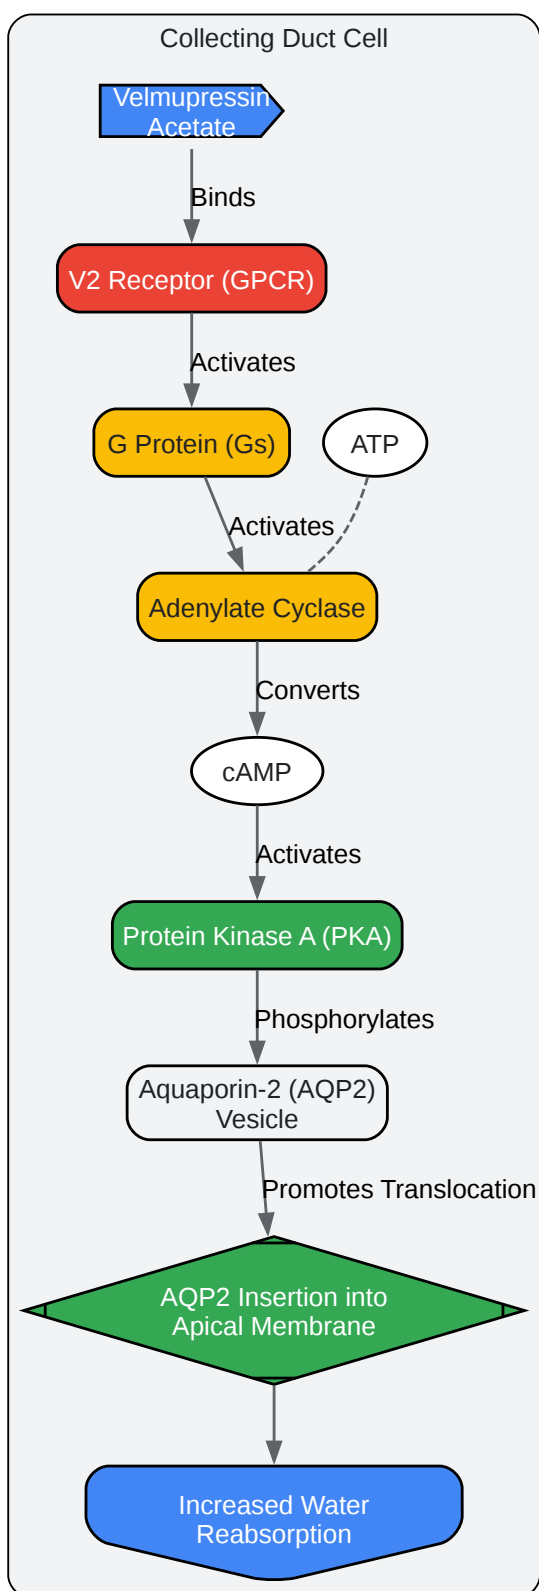 Collecting Duct Cell
Velmupressin
Acetate
Binds
V2 Receptor (GPCR)
Activates
G Protein (Gs)
ATP
Activates
Adenylate Cyclase
Converts
cAMP
Activates
Protein Kinase A (PKA)
Phosphorylates
Aquaporin-2 (AQP2)
Vesicle
Promotes Translocation
AQP2 Insertion into
Apical Membrane
Increased Water
Reabsorption